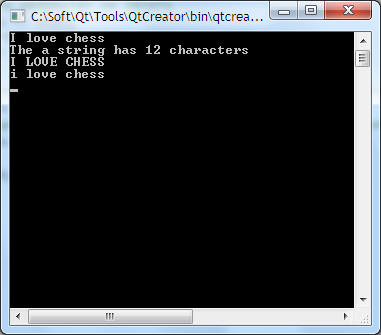 C:\Soft\Qt\Tools\QtCreator\bin\qtcrea...
I love chess
The a string has 12 characters
I LOVE CHESS
i love chess